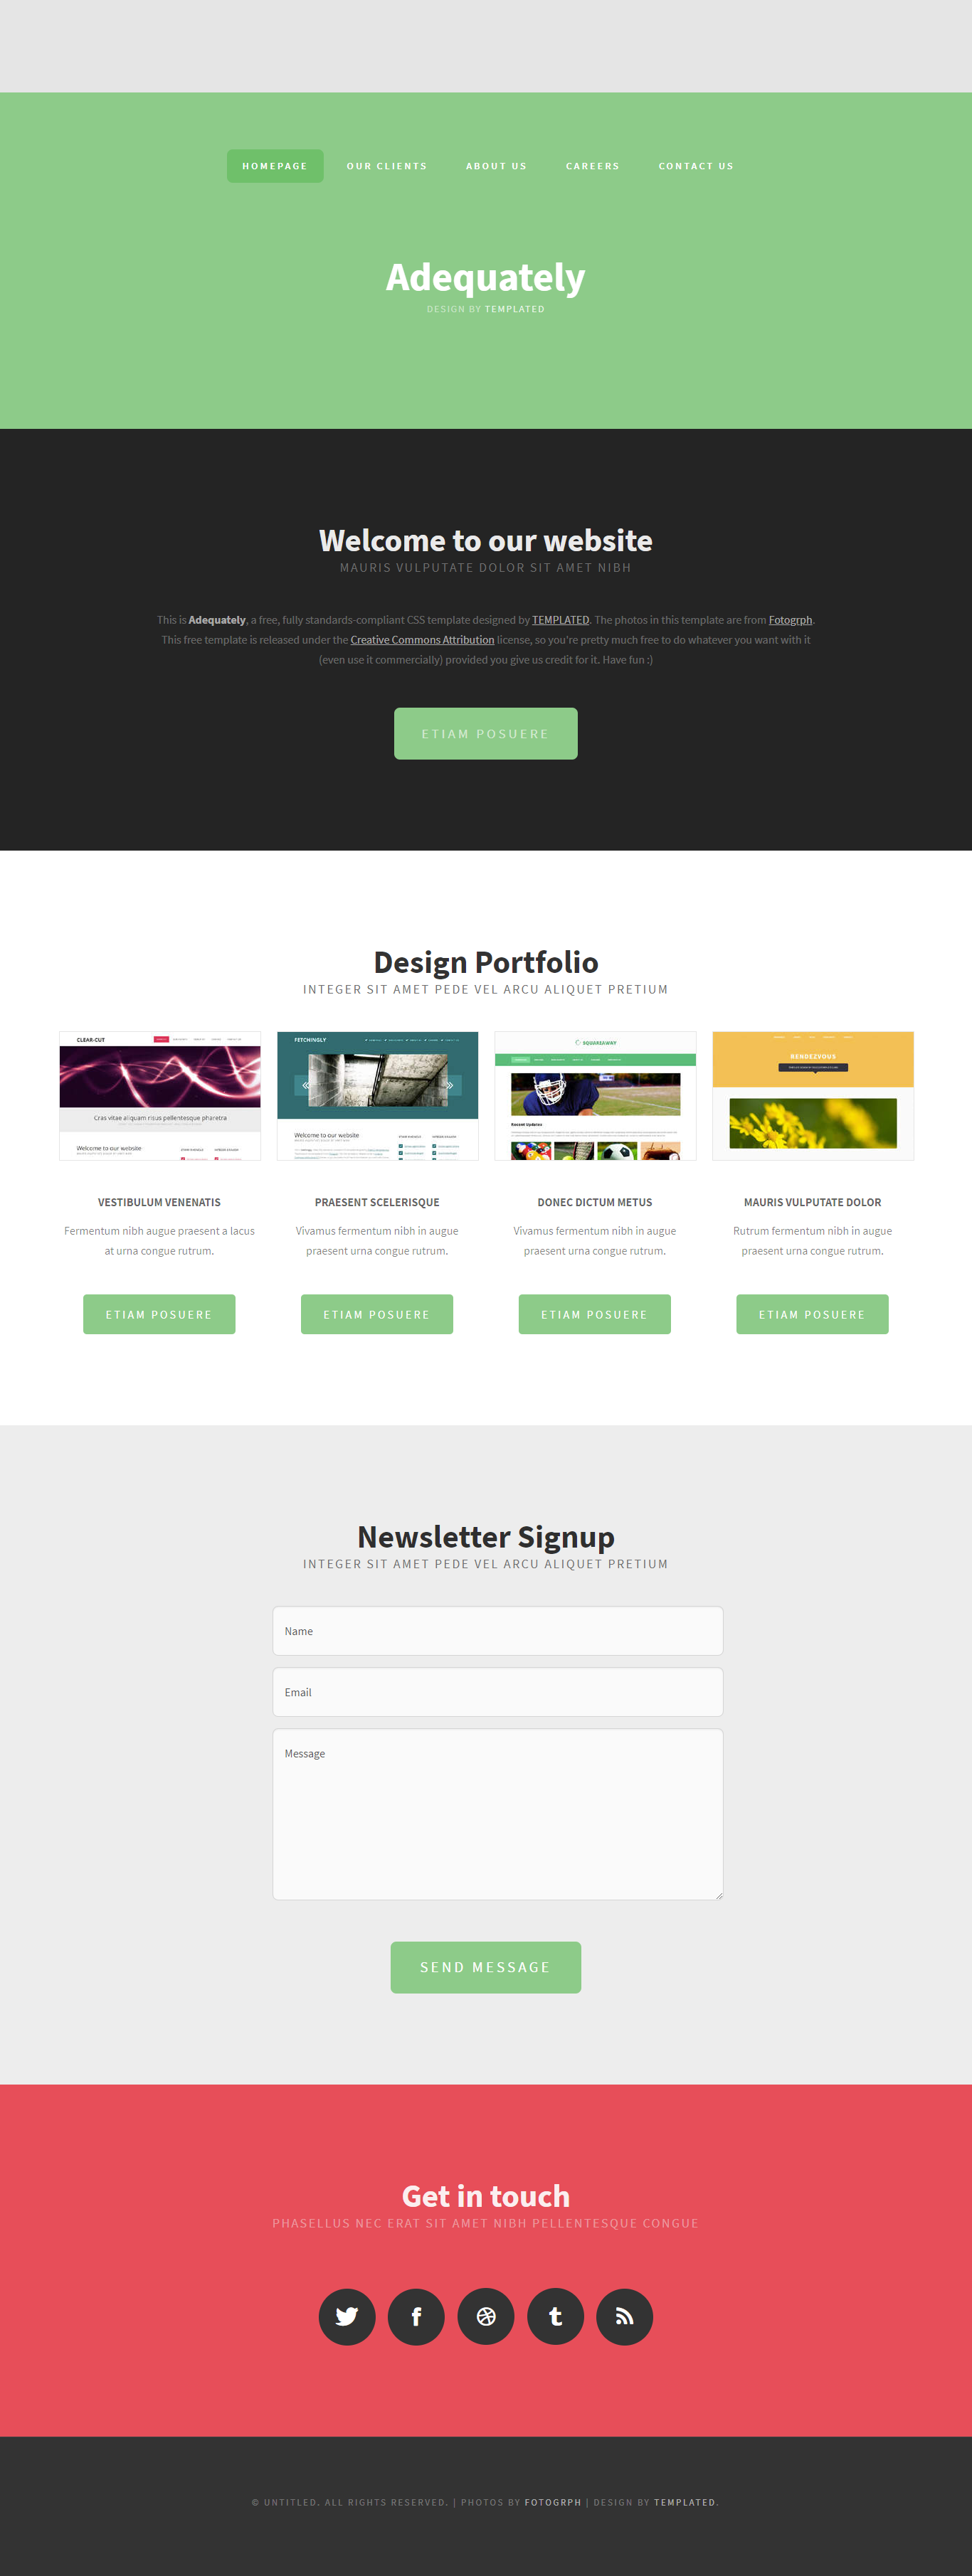 HOMEPAGE OUR CLIENTS ABOUT US CAREERS CONTACT US
Adequately
DESIGN BY TEMPLATED
Welcome to our website
MAURIS VULPUTATE DOLOR SIT AMET NIBH
This is Adequately, a free, fully standards-compliant CSS template designed by TEMPLATED. The photos in this template are from Fotogrph.
This free template is released under the Creative Commons Attribution license, so you're pretty much free to do whatever you want with it
(even use it commercially) provided you give us credit for it. Have fun :)
ETIAM POSUERE
Design Portfolio
INTEGER SIT AMET PEDE VEL ARCU ALIQUET PRETIUM
CLEAR-CUT
Cras vitae aliquam risus pellentesque pharetra
Welcome to our website
FETCHINGLY
Welcome to our website
SQUAREAWAY
Recent Updates
RENDEZVOUS
VESTIBULUM VENENATIS
Fermentum nibh augue praesent a lacus
at urna congue rutrum.
ETIAM POSUERE
PRAESENT SCELERISQUE
Vivamus fermentum nibh in augue
praesent urna congue rutrum.
ETIAM POSUERE
DONEC DICTUM METUS
Vivamus fermentum nibh in augue
praesent urna congue rutrum.
ETIAM POSUERE
MAURIS VULPUTATE DOLOR
Rutrum fermentum nibh in augue
praesent urna congue rutrum.
ETIAM POSUERE
Newsletter Signup
INTEGER SIT AMET PEDE VEL ARCU ALIQUET PRETIUM
Name
Email
Message
SEND MESSAGE
Get in touch
PHASELLUS NEC ERAT SIT AMET NIBH PELLENTESQUE CONGUE
© UNTITLED. ALL RIGHTS RESERVED. | PHOTOS BY FOTOGRPH | DESIGN BY TEMPLATED.